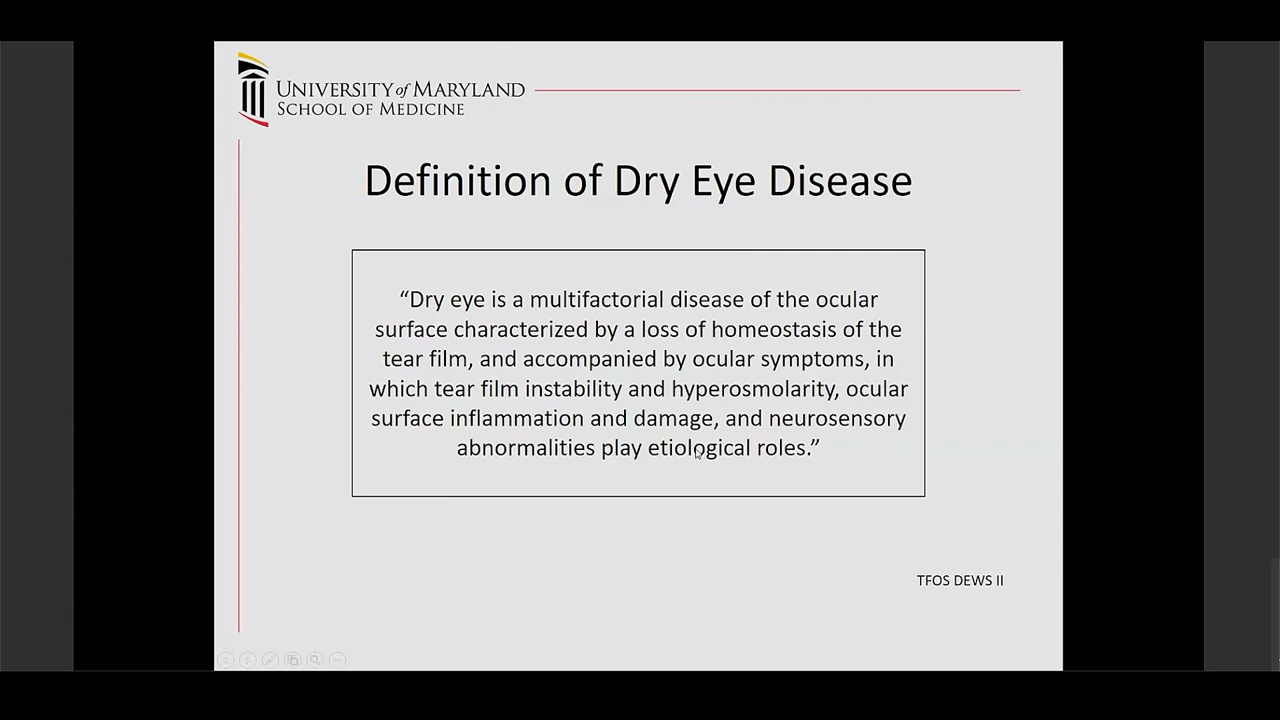 UNIVERSITY of MARYLAND
SCHOOL OF MEDICINE
Definition of Dry Eye Disease
“Dry eye is a multifactorial disease of the ocular
surface characterized by a loss of homeostasis of the
tear film, and accompanied by ocular symptoms, in
which tear film instability and hyperosmolarity, ocular
surface inflammation and damage, and neurosensory
abnormalities play etiological roles.”
TFOS DEWS II